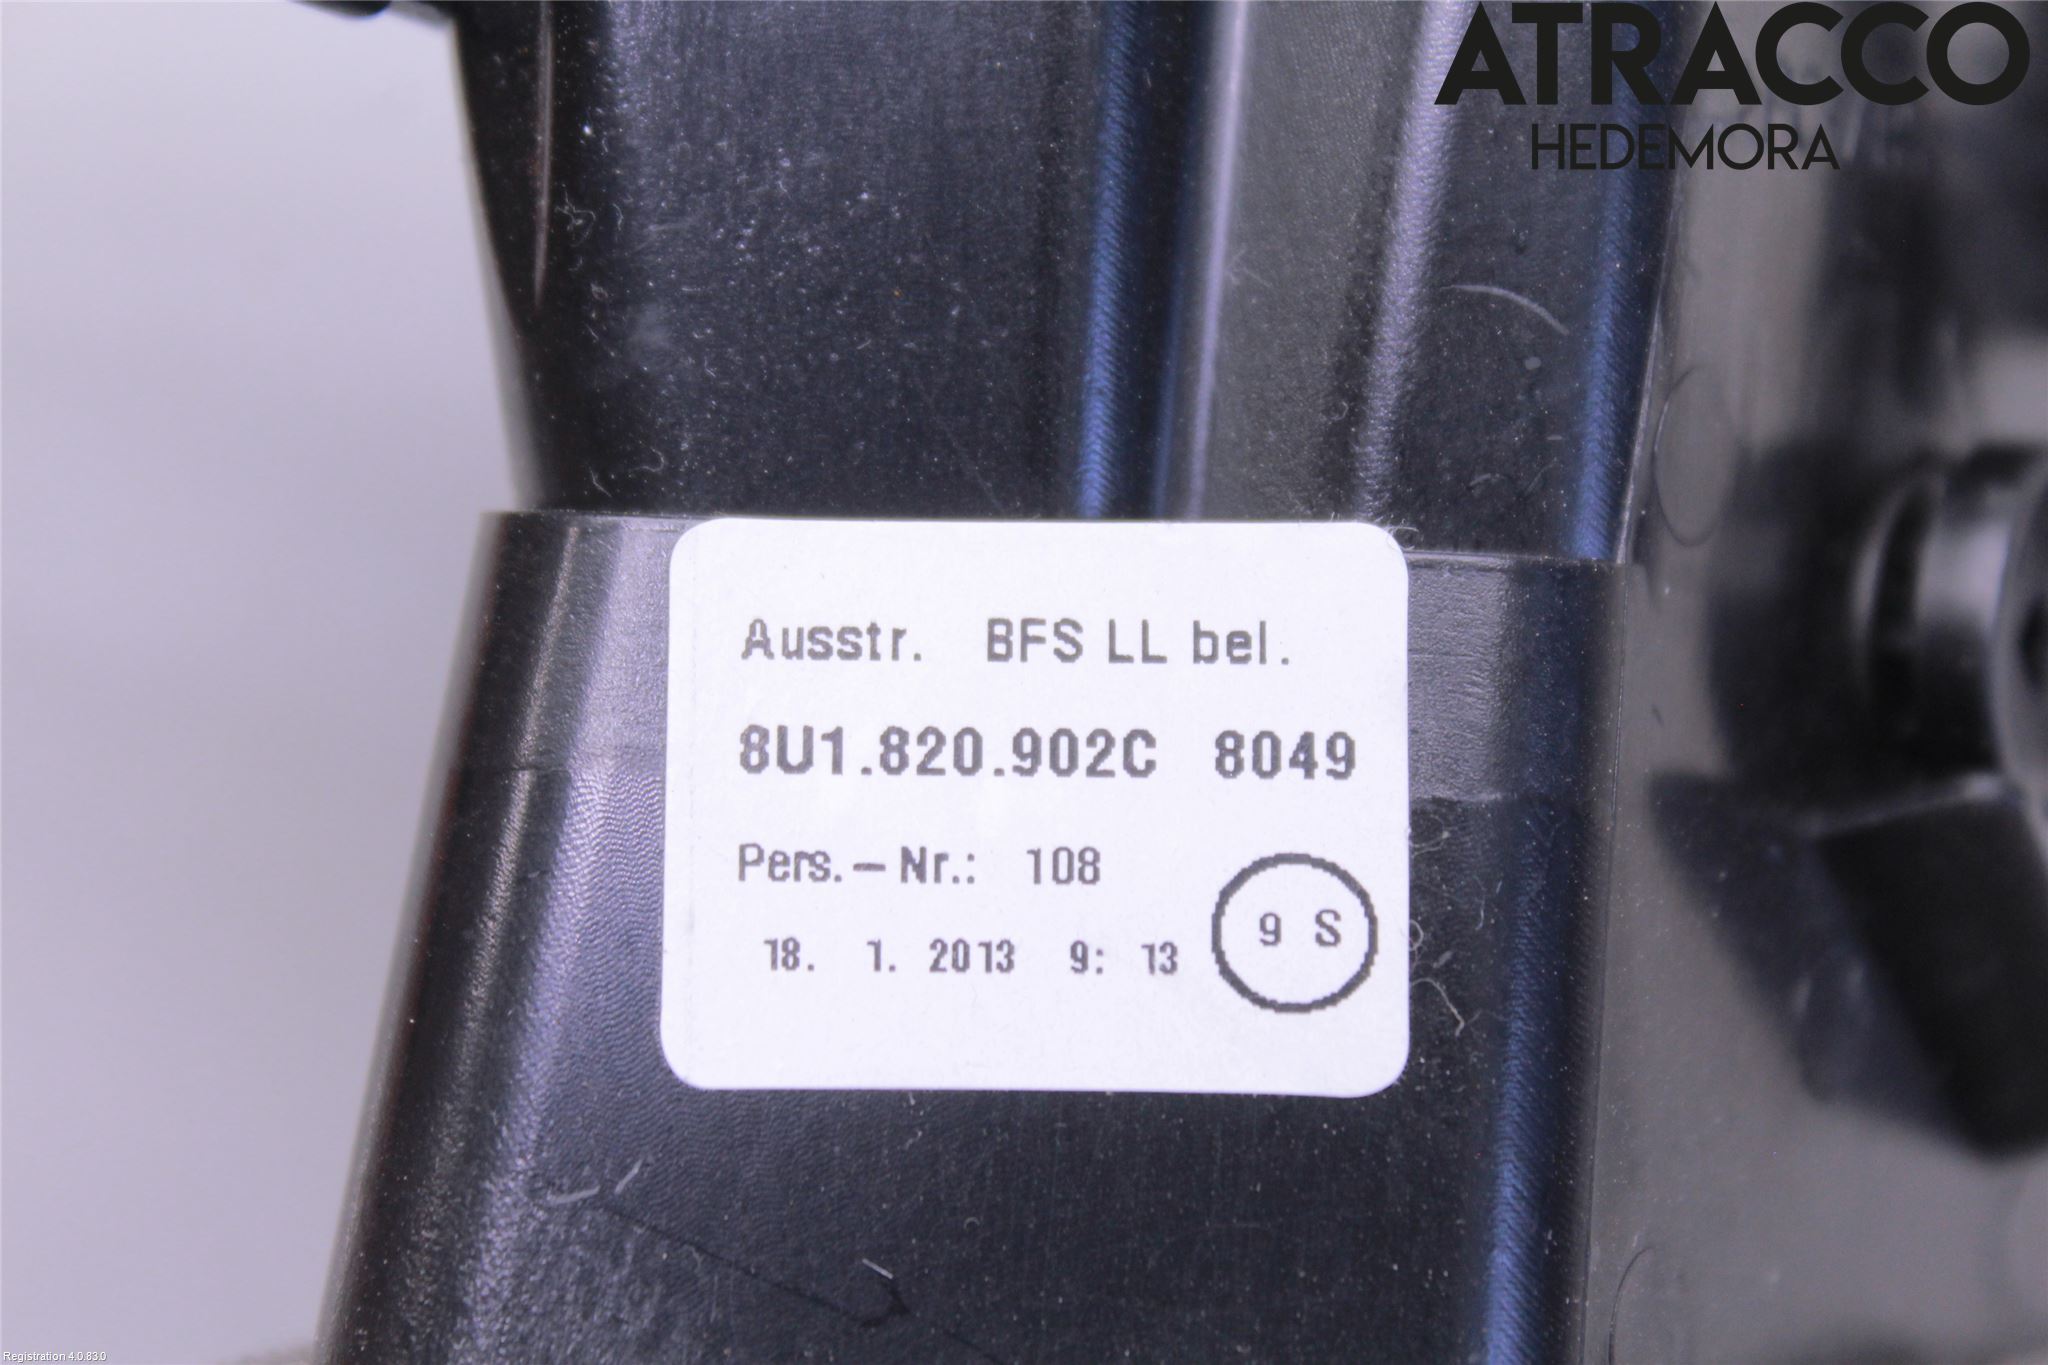 ATRACCO
HEDEMORA
Ausstr. BFS LL bel.
8U1.820.902C 8049
Pers.-Nr.: 108
9 S
18. 1. 2013 9: 13
Registration 4.0.83.0